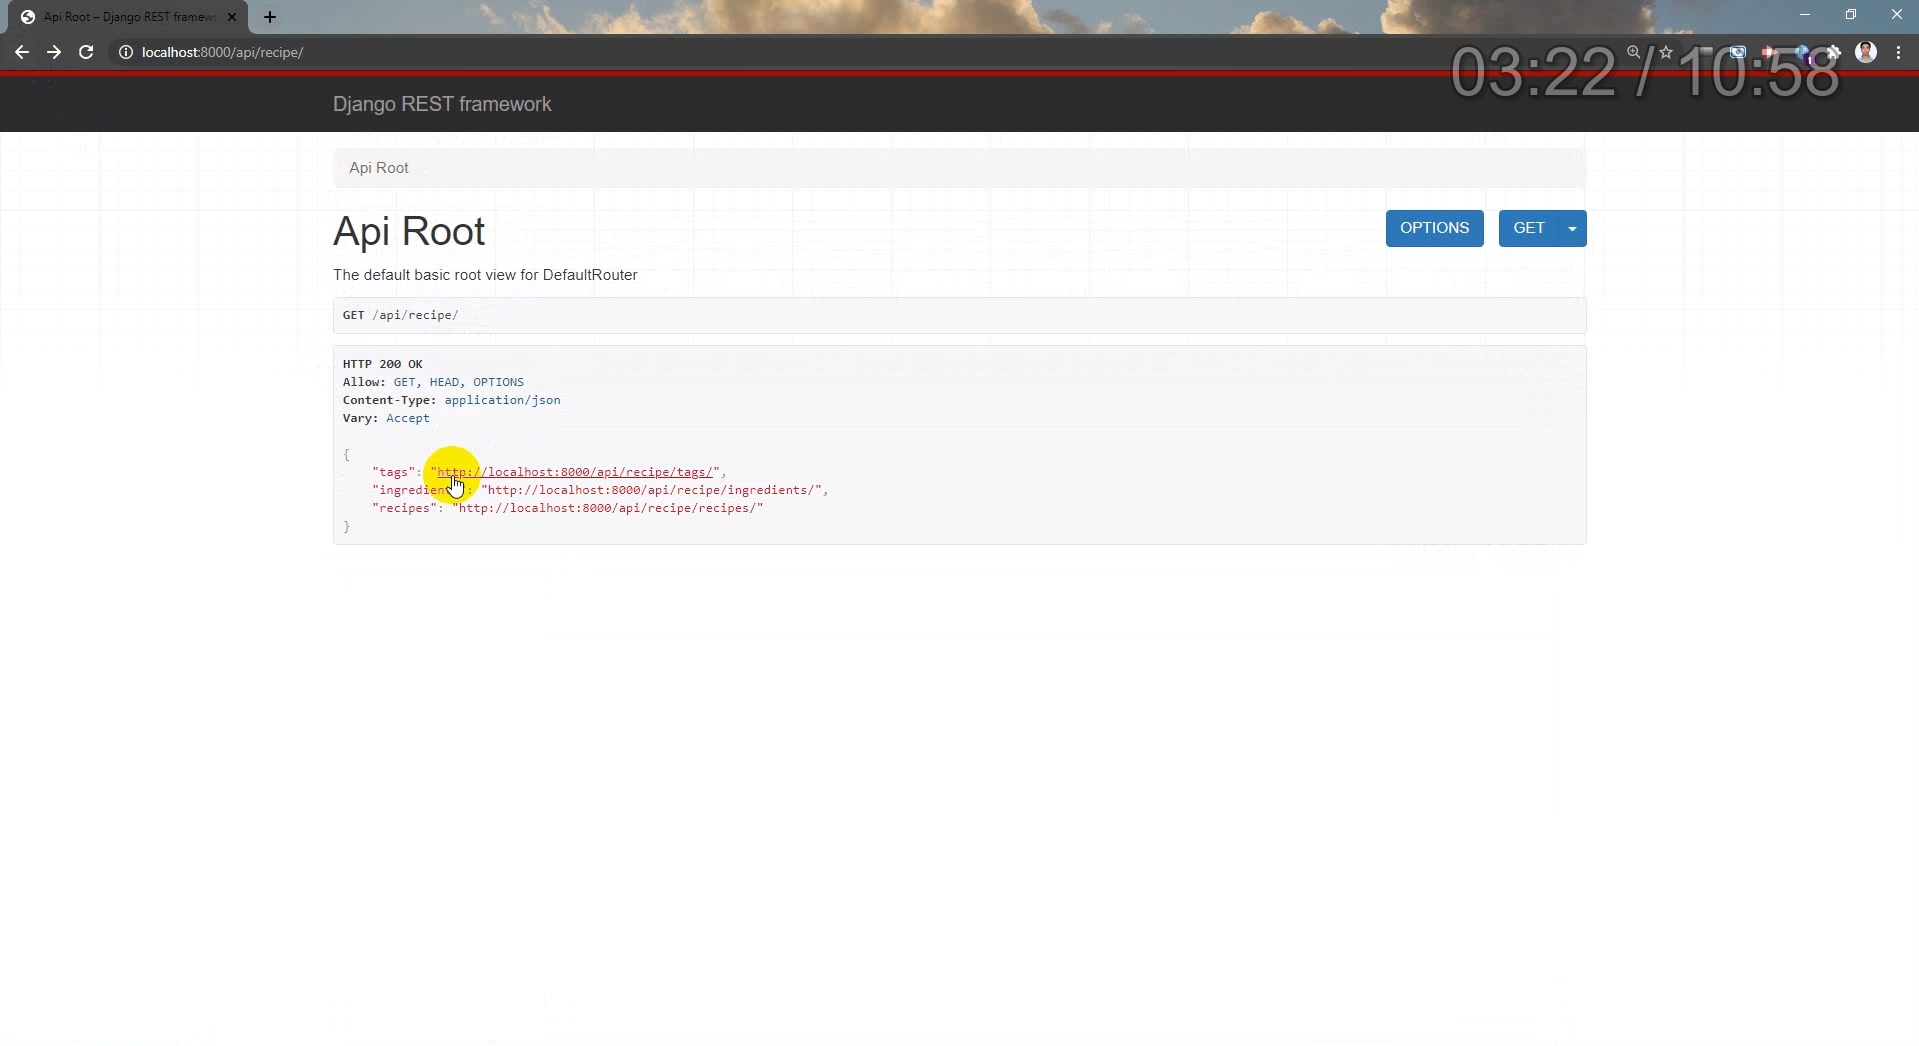 Api Root – Django REST framew
localhost:8000/api/recipe/
03:22 / 10:58
Django REST framework
Api Root
Api Root
OPTIONS
GET
The default basic root view for DefaultRouter
GET /api/recipe/
HTTP 200 OK
Allow: GET, HEAD, OPTIONS
Content-Type: application/json
Vary: Accept
{
"tags": "http://localhost:8000/api/recipe/tags/",
"ingredients": "http://localhost:8000/api/recipe/ingredients/",
"recipes": "http://localhost:8000/api/recipe/recipes/"
}